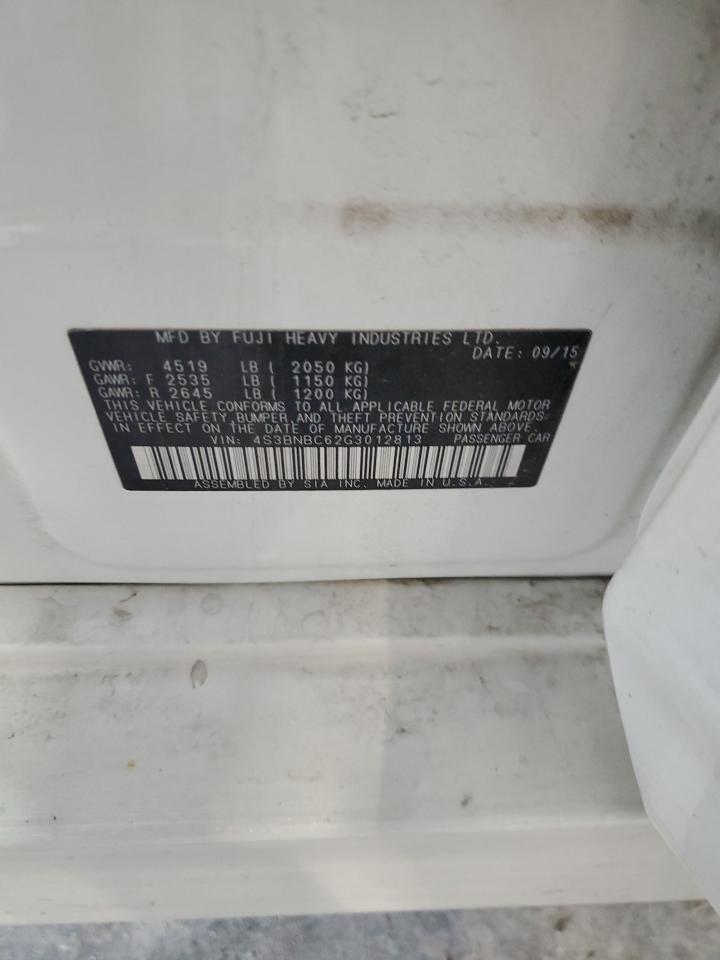 MFD BY FUJI HEAVY INDUSTRIES LTD.
DATE: 09/15
GVWR: 4519 LB ( 2050 KG)
GAWR: F 2535 LB ( 1150 KG)
GAWR: R 2645 LB ( 1200 KG)
THIS VEHICLE CONFORMS TO ALL APPLICABLE FEDERAL MOTOR
VEHICLE SAFETY,BUMPER,AND THEFT PREVENTION STANDARDS
IN EFFECT ON THE DATE OF MANUFACTURE SHOWN ABOVE.
VIN: 4S3BNBC62G3012813 PASSENGER CAR
ASSEMBLED BY SIA INC. MADE IN U.S.A.